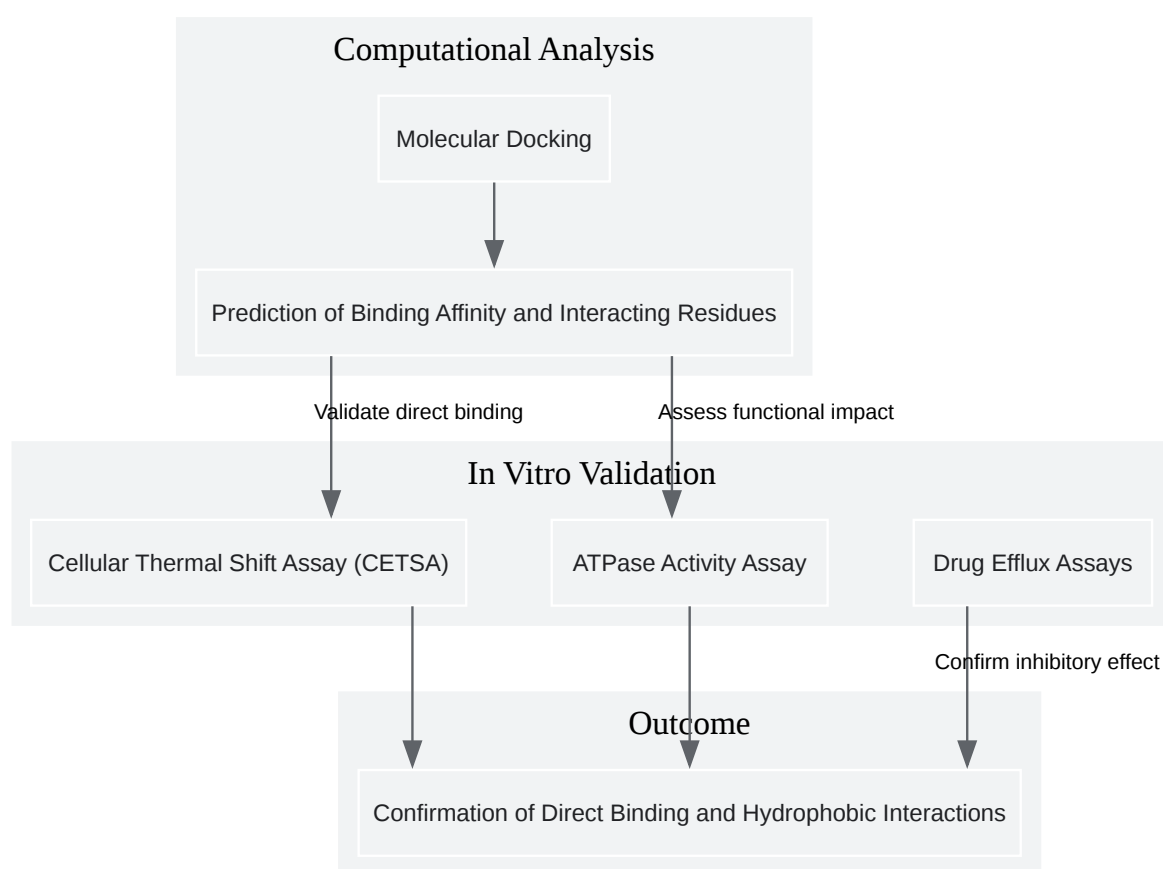 Computational Analysis
Molecular Docking
Prediction of Binding Affinity and Interacting Residues
Validate direct binding
Assess functional impact
In Vitro Validation
Cellular Thermal Shift Assay (CETSA)
ATPase Activity Assay
Drug Efflux Assays
Confirm inhibitory effect
Outcome
Confirmation of Direct Binding and Hydrophobic Interactions